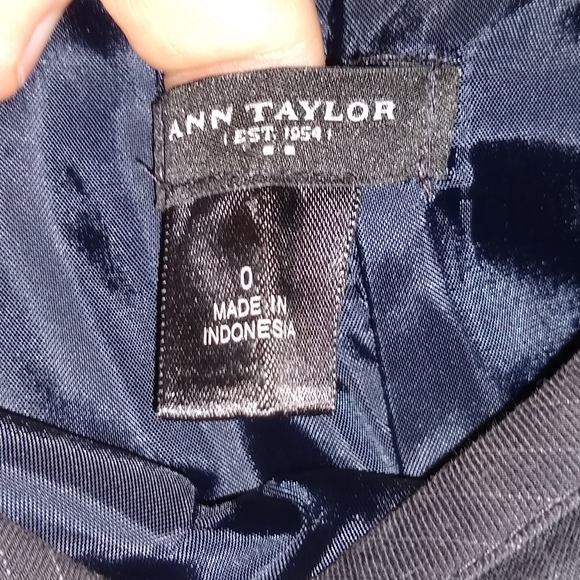 ANN TAYLOR
EST. 1954
0
MADE IN
INDONESIA